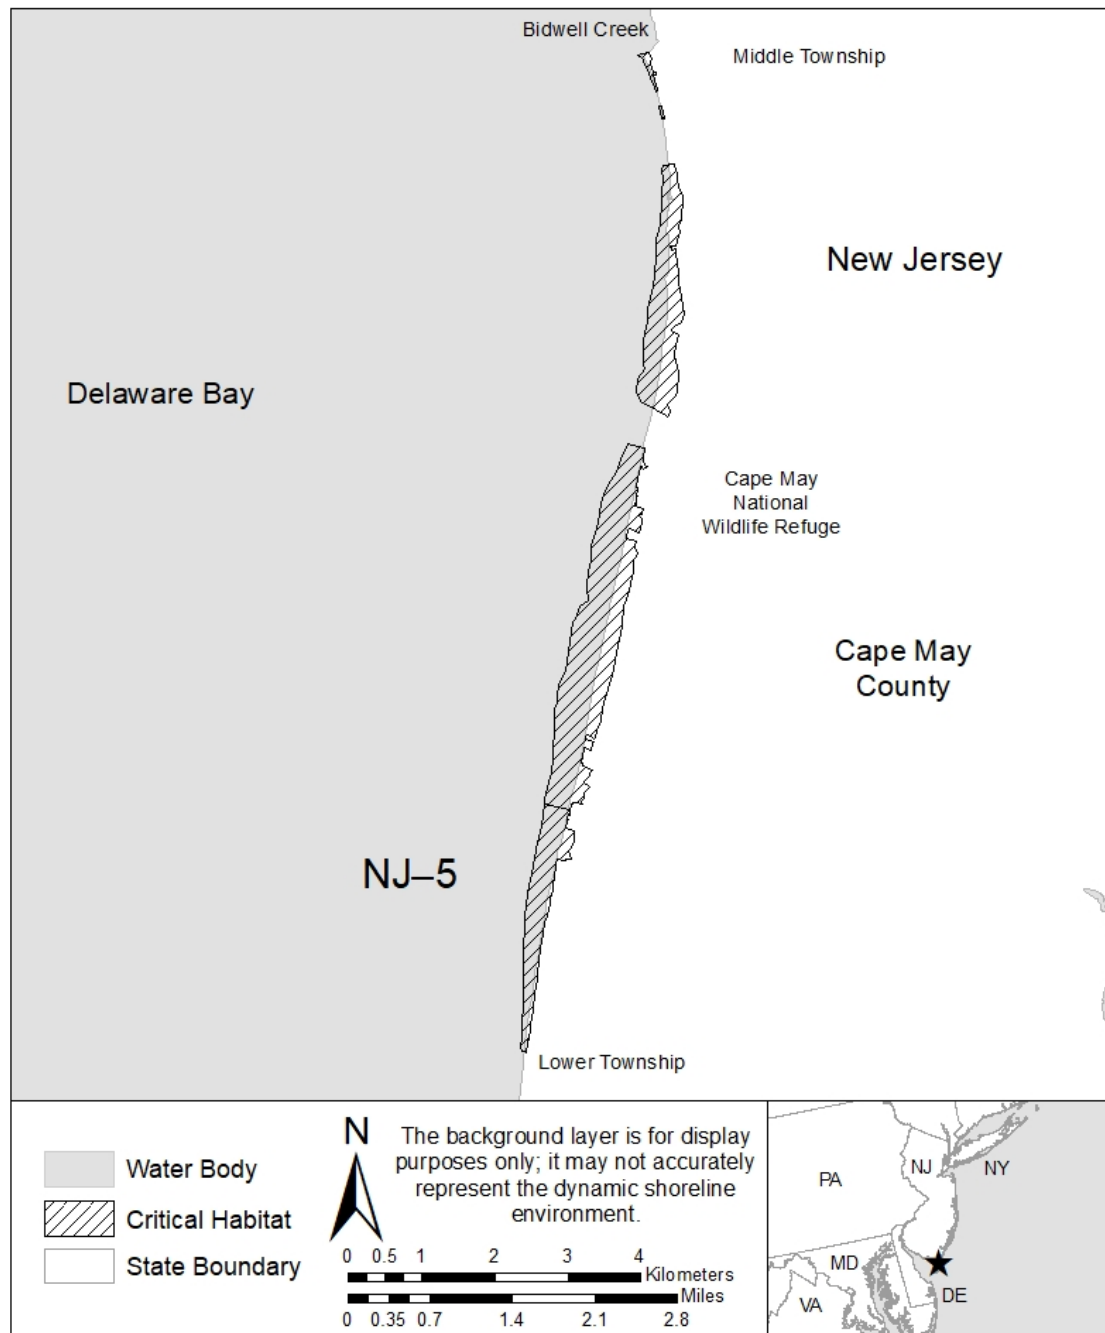 Bidwell Creek
Middle Township
New Jersey
Delaware Bay
Cape May
National
Wildlife Refuge
Cape May
County
NJ–5
Lower Township
Water Body
Critical Habitat
State Boundary
N
The background layer is for display
purposes only; it may not accurately
represent the dynamic shoreline
environment.
0 0.5 1 2 3 4
Kilometers
Miles
0 0.35 0.7 1.4 2.1 2.8
PA
NJ
NY
MD
DE
VA